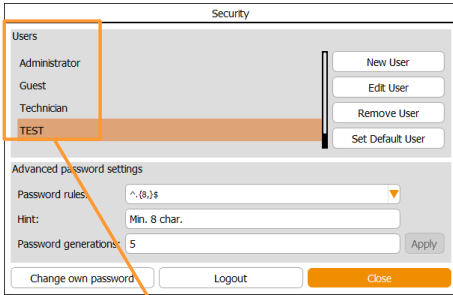 Security
Users
Administrator
Guest
Technician
TEST
New User
Edit User
Remove User
Set Default User
Advanced password settings
Password rules: ^.{8,}$
Hint: Min. 8 char.
Password generations: 5 Apply
Change own password Logout Close